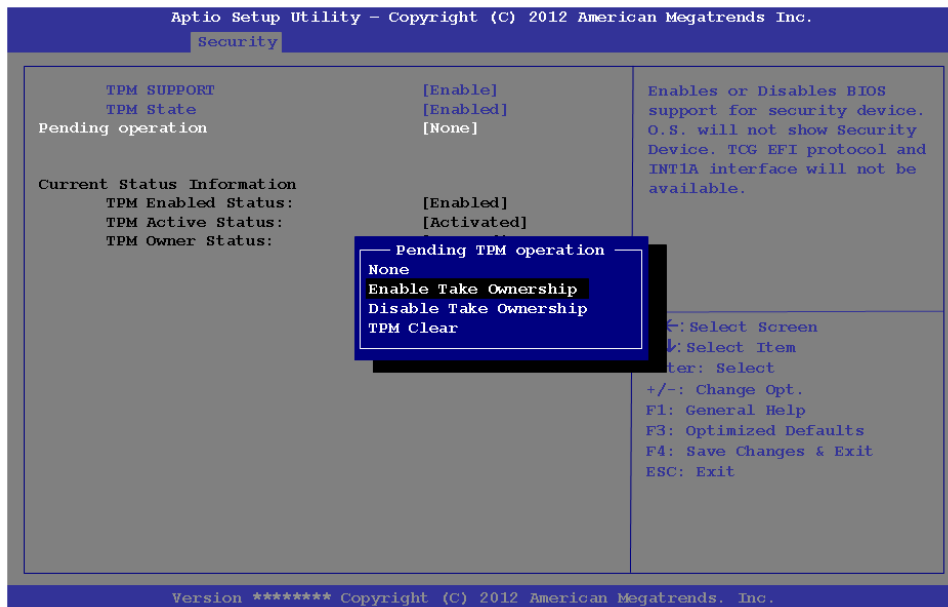 Aptio Setup Utility – Copyright (C) 2012 American Megatrends Inc.
Security
TPM SUPPORT [Enable]
TPM State [Enabled]
Pending operation [None]
Current Status Information
TPM Enabled Status: [Enabled]
TPM Active Status: [Activated]
TPM Owner Status:
Pending TPM operation
None
Enable Take Ownership
Disable Take Ownership
TPM Clear
Enables or Disables BIOS
support for security device.
O.S. will not show Security
Device. TCG EFI protocol and
INT1A interface will not be
available.
←:Select Screen
↓:Select Item
ter: Select
+/-: Change Opt.
F1: General Help
F3: Optimized Defaults
F4: Save Changes & Exit
ESC: Exit
Version ******** Copyright (C) 2012 American Megatrends. Inc.